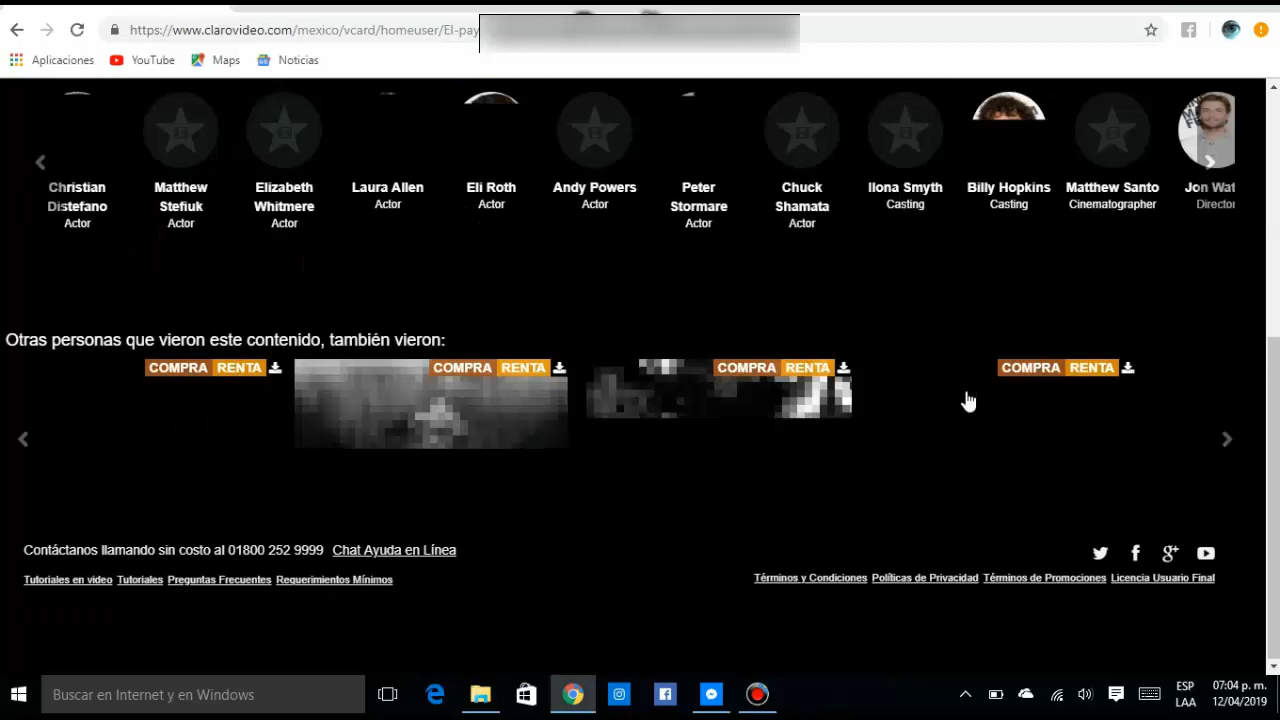 https://www.clarovideo.com/mexico/vcard/homeuser/El-pay
Aplicaciones YouTube Maps Noticias
Christian Distefano Actor
Matthew Stefiuk Actor
Elizabeth Whitmere Actor
Laura Allen Actor
Eli Roth Actor
Andy Powers Actor
Peter Stormare Actor
Chuck Shamata Actor
Ilona Smyth Casting
Billy Hopkins Casting
Matthew Santo Cinematographer
Jon Wat Director
Otras personas que vieron este contenido, también vieron:
COMPRA RENTA COMPRA RENTA COMPRA RENTA COMPRA RENTA
Contáctanos llamando sin costo al 01800 252 9999 Chat Ayuda en Línea
Tutoriales en video Tutoriales Preguntas Frecuentes Requerimientos Mínimos
Términos y Condiciones Políticas de Privacidad Términos de Promociones Licencia Usuario Final
Buscar en Internet y en Windows
ESP 07:04 p. m.
LAA 12/04/2019